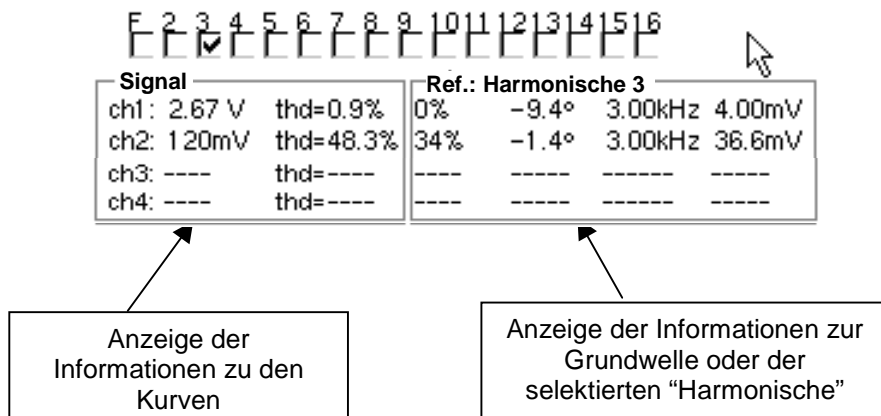 F 2 3 4 5 6 7 8 9 10 11 12 13 14 15 16
Signal
Ref.: Harmonische 3
ch1: 2.67 V thd=0.9% 0% -9.4° 3.00kHz 4.00mV
ch2: 120mV thd=48.3% 34% -1.4° 3.00kHz 36.6mV
ch3: ---- thd=---- ---- ----- ------ -----
ch4: ---- thd=---- ---- ----- ------ -----
Anzeige der
Informationen zu den
Kurven
Anzeige der Informationen zur
Grundwelle oder der
selektierten “Harmonische”